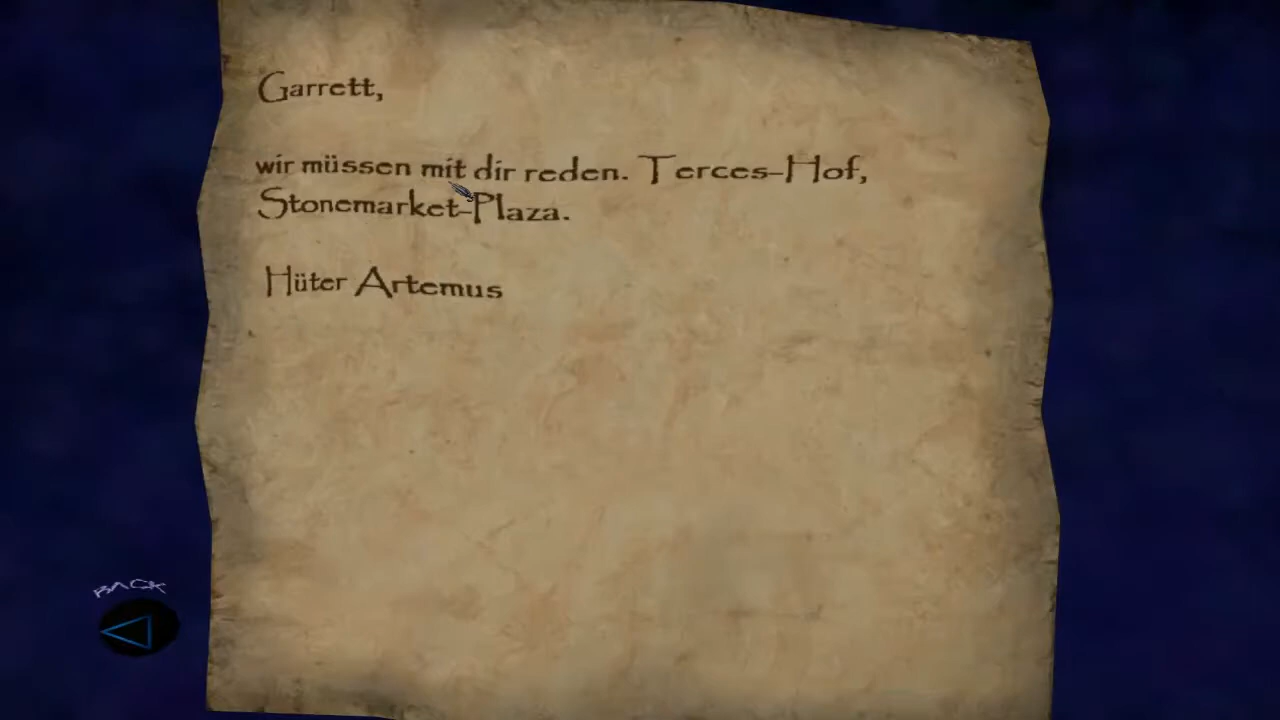 Garrett,
wir müssen mit dir reden. Terces-Hof,
Stonemarket-Plaza.
Hüter Artemus
BACK